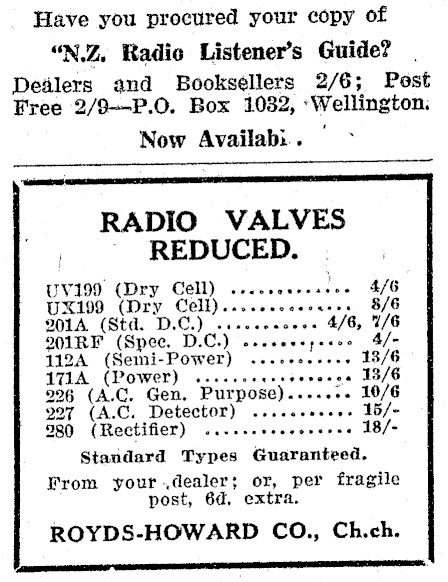 Have you procured your copy of
"N.Z. Radio Listener's Guide?
Dealers and Booksellers 2/6; Post
Free 2/9—P.O. Box 1032, Wellington.
Now Availabl .
RADIO VALVES
REDUCED.
UV199 (Dry Cell) .............. 4/6
UX199 (Dry Cell).............. 8/6
201A (Std. D.C.) ........... 4/6, 7/6
201RF (Spec. D.C.) ........... 4/-
112A (Semi-Power) ........... 13/6
171A (Power) ................. 13/6
226 (A.C. Gen. Purpose)....... 10/6
227 (A.C. Detector) ........... 15/-
280 (Rectifier) ................ 18/-
Standard Types Guaranteed.
From your dealer; or, per fragile
post, 6d. extra.
ROYDS-HOWARD CO., Ch.ch.